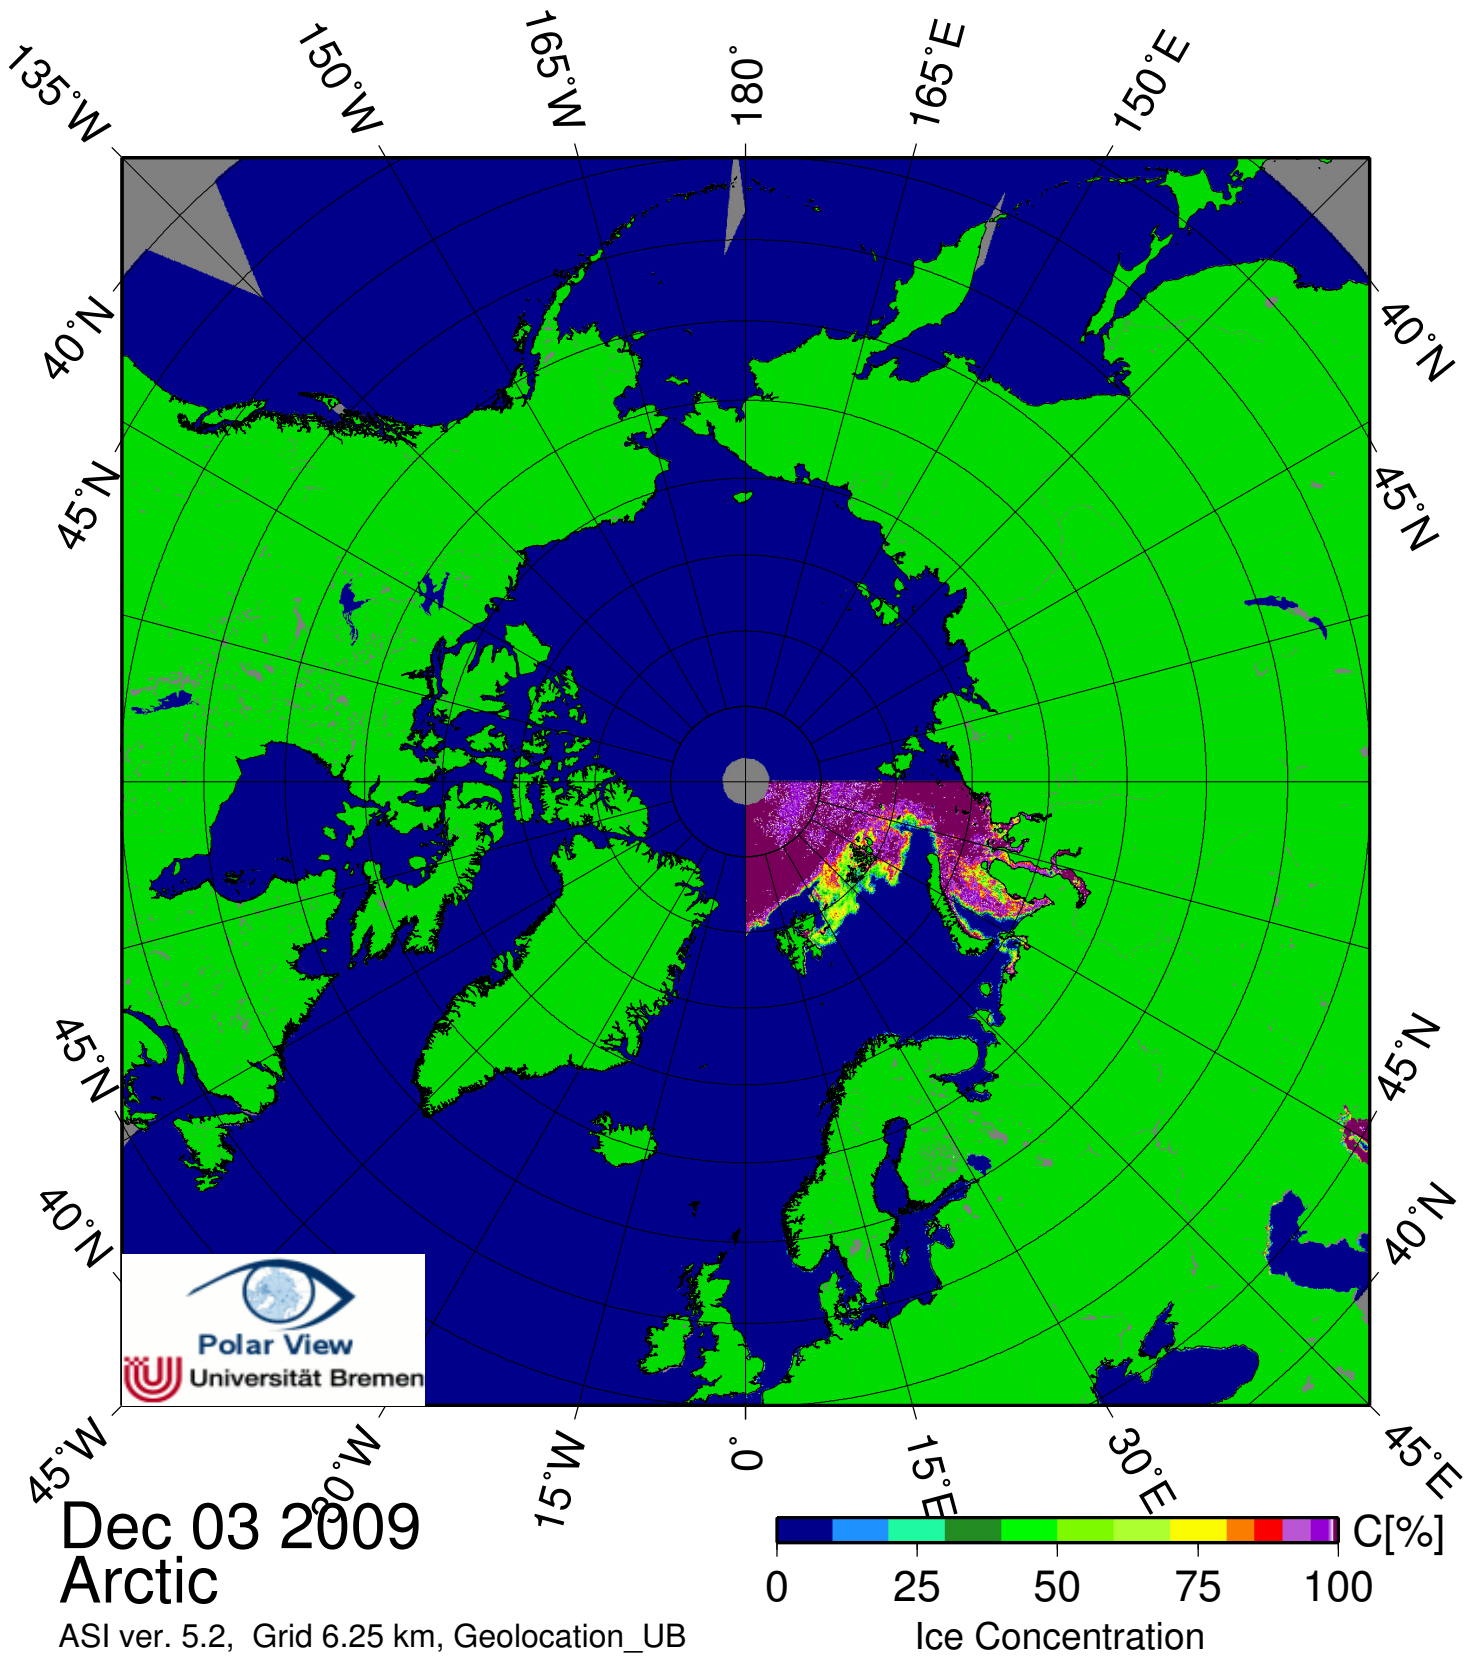 135°W
150°W
165°W
180°
165°E
150°E
40°N
40°N
45°N
45°N
45°N
45°N
40°N
40°N
Polar View
Universität Bremen
45°W
30°W
15°W
0°
15°E
30°E
45°E
Dec 03 2009
Arctic
ASI ver. 5.2, Grid 6.25 km, Geolocation_UB
C[%]
0 25 50 75 100
Ice Concentration